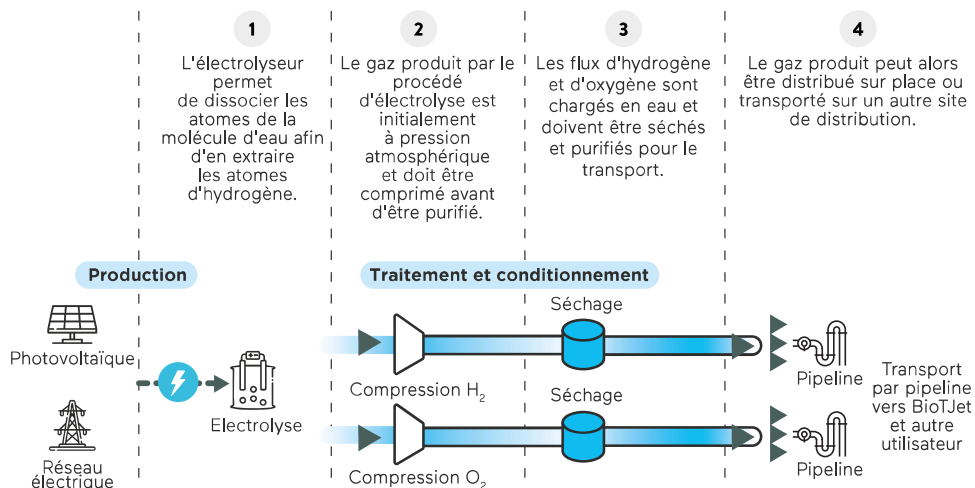 1
L'électrolyseur
permet
de dissocier les
atomes de la
molécule d'eau afin
d'en extraire
les atomes
d'hydrogène.
2
Le gaz produit par le
procédé
d'électrolyse est
initialement
à pression
atmosphérique
et doit être
comprimé avant
d'être purifié.
3
Les flux d'hydrogène
et d'oxygène sont
chargés en eau et
doivent être séchés
et purifiés pour le
transport.
4
Le gaz produit peut alors
être distribué sur place ou
transporté sur un autre site
de distribution.
Production
Traitement et conditionnement
Photovoltaïque
Réseau
électrique
Electrolyse
Compression H₂
Séchage
Pipeline
Compression O₂
Séchage
Pipeline
Transport
par pipeline
vers BioTJet
et autre
utilisateur